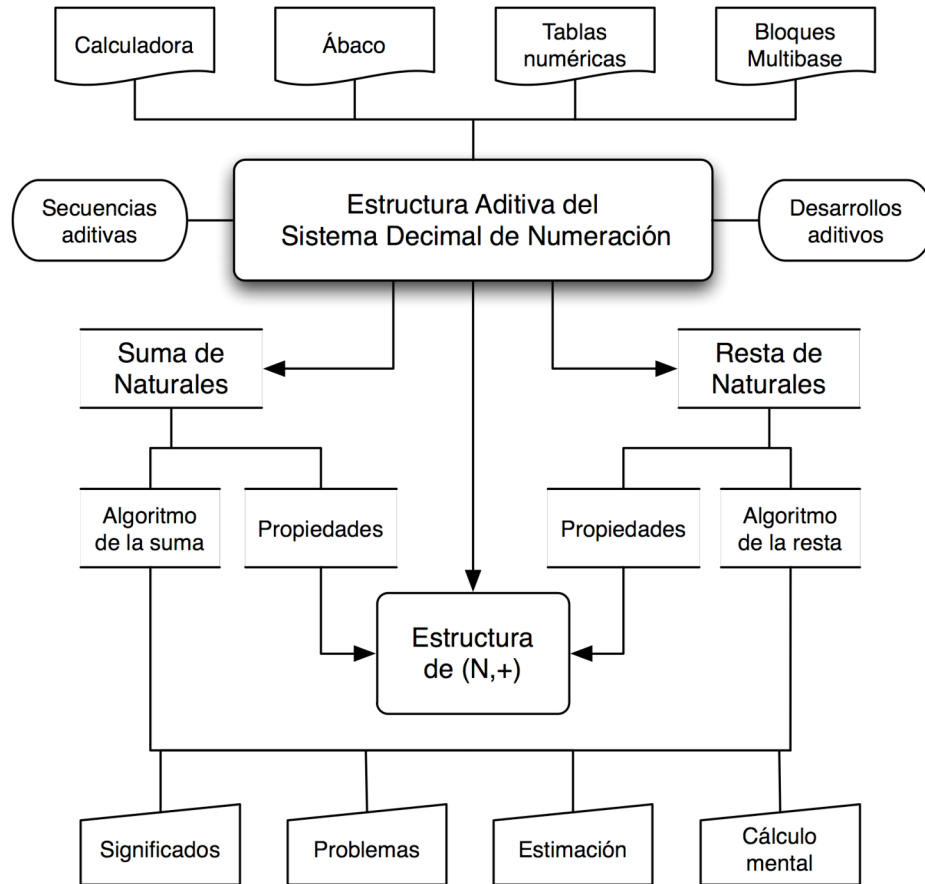 Calculadora
Ábaco
Tablas
numéricas
Bloques
Multibase
Secuencias
aditivas
Estructura Aditiva del
Sistema Decimal de Numeración
Desarrollos
aditivos
Suma de
Naturales
Resta de
Naturales
Algoritmo
de la suma
Propiedades
Propiedades
Algoritmo
de la resta
Estructura
de (N,+)
Significados
Problemas
Estimación
Cálculo
mental